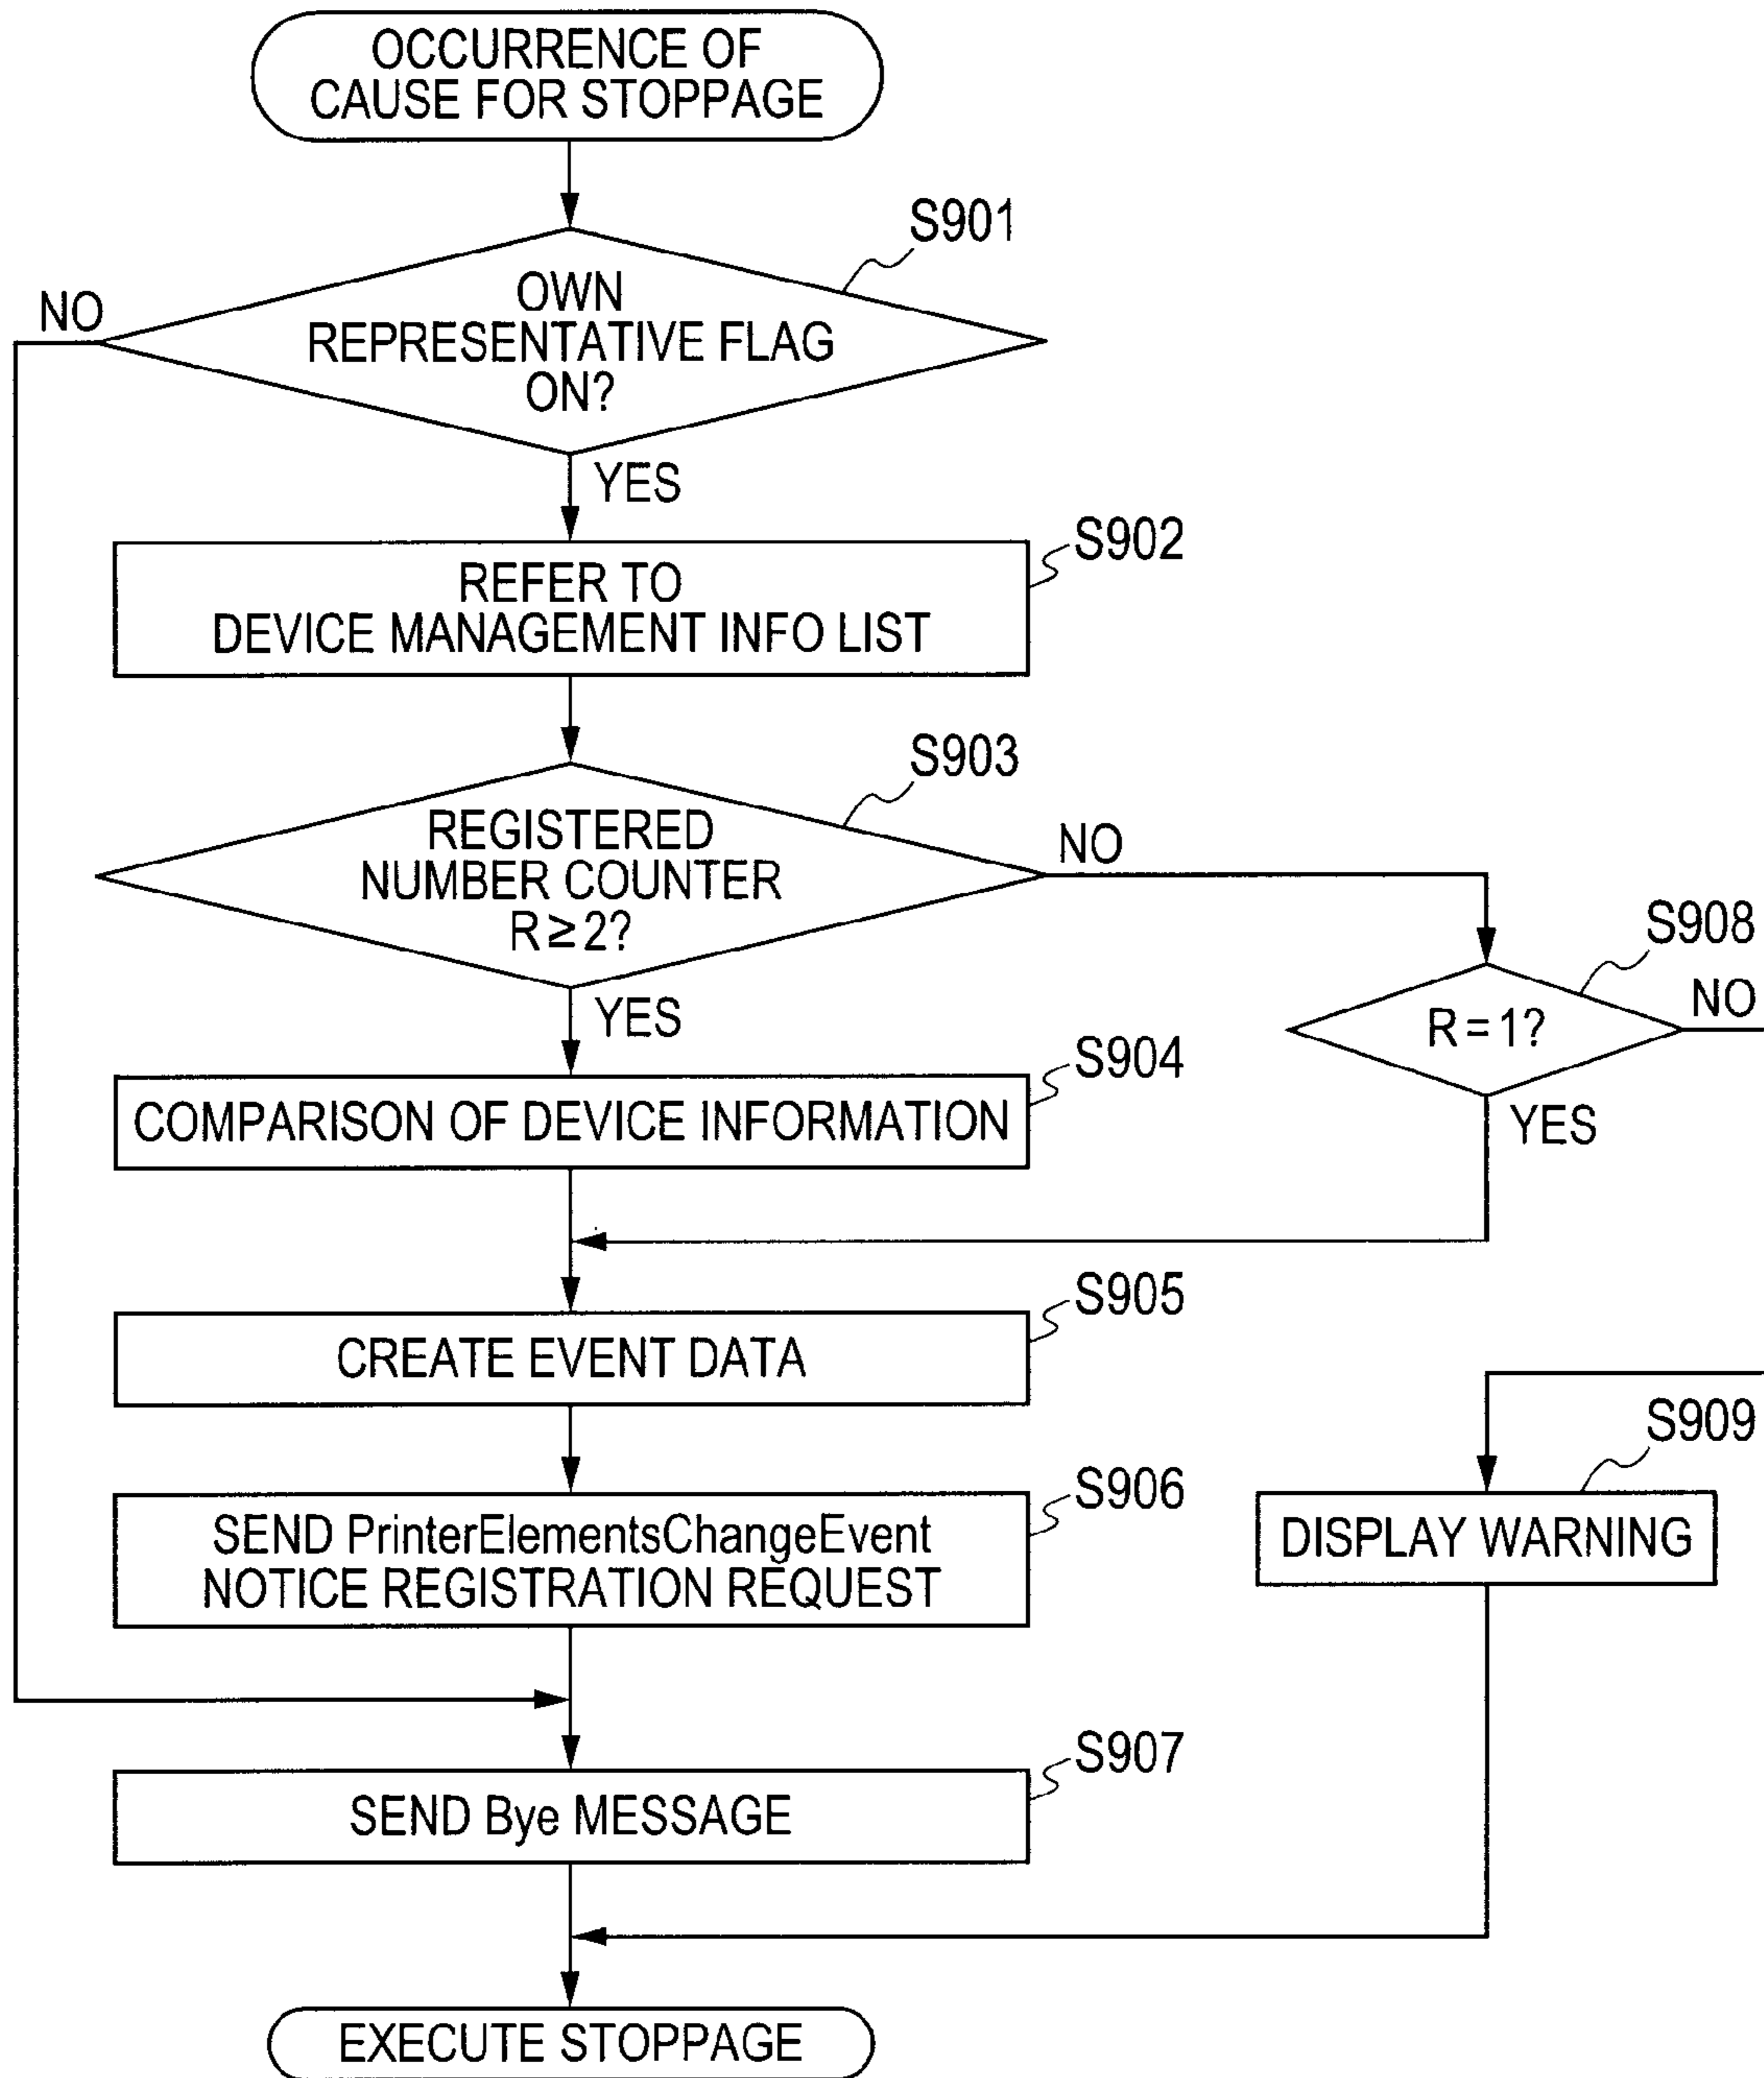 OCCURRENCE OF
CAUSE FOR STOPPAGE
S901
OWN
REPRESENTATIVE FLAG
ON?
NO
YES
S902
REFER TO
DEVICE MANAGEMENT INFO LIST
S903
REGISTERED
NUMBER COUNTER
R ≥ 2?
NO
YES
S908
R = 1?
NO
YES
S904
COMPARISON OF DEVICE INFORMATION
S905
CREATE EVENT DATA
S906
SEND PrinterElementsChangeEvent
NOTICE REGISTRATION REQUEST
S909
DISPLAY WARNING
S907
SEND Bye MESSAGE
EXECUTE STOPPAGE